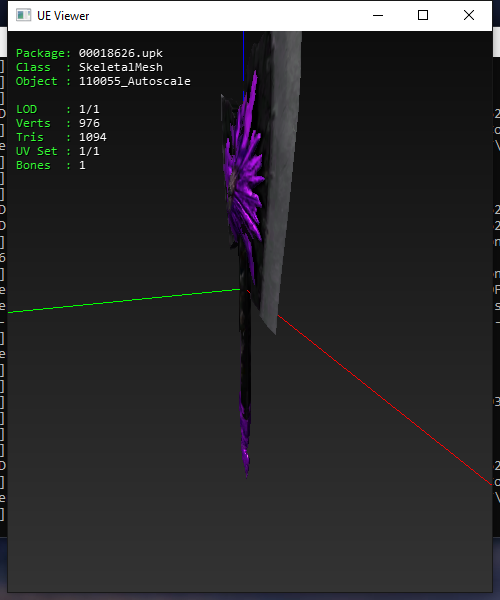 UE Viewer
Package: 00018626.upk
Class  : SkeletalMesh
Object : 110055_Autoscale
LOD    : 1/1
Verts  : 976
Tris   : 1094
UV Set : 1/1
Bones  : 1